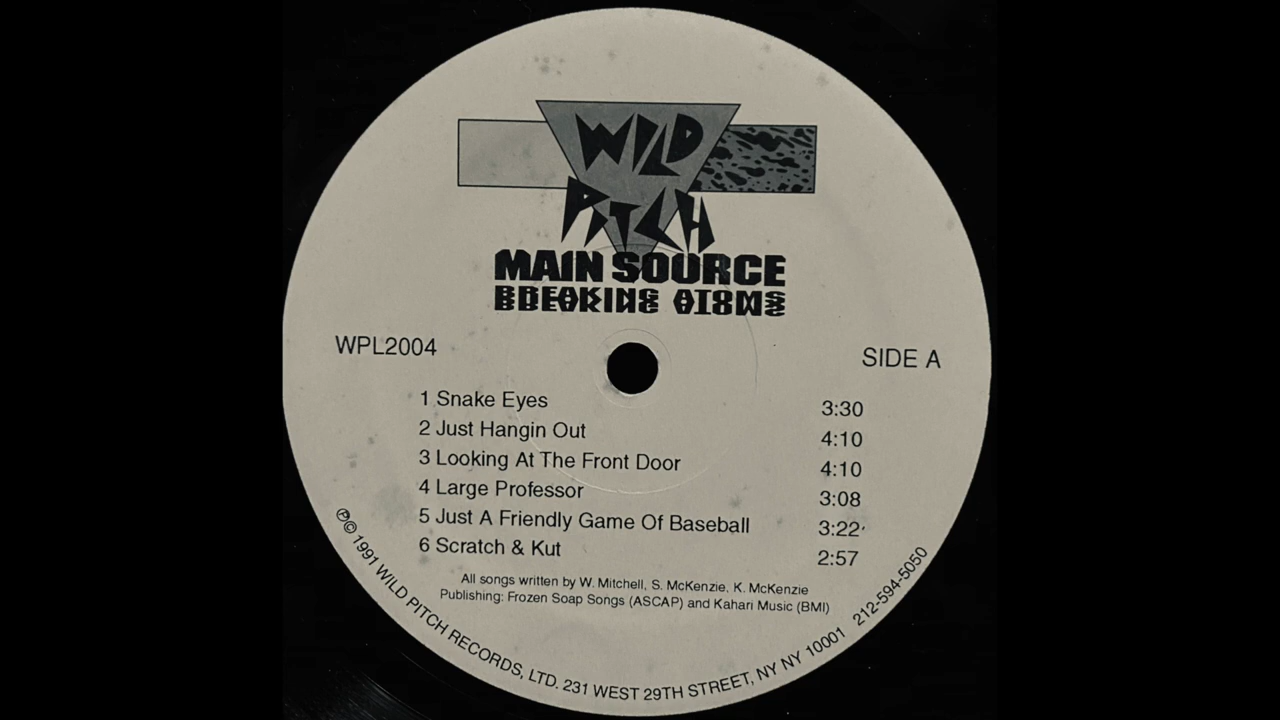 WILD
PITCH
MAIN SOURCE
BREAKING ATOMS
WPL2004
SIDE A
1 Snake Eyes 3:30
2 Just Hangin Out 4:10
3 Looking At The Front Door 4:10
4 Large Professor 3:08
5 Just A Friendly Game Of Baseball 3:22
6 Scratch & Kut 2:57
All songs written by W. Mitchell, S. McKenzie, K. McKenzie
Publishing: Frozen Soap Songs (ASCAP) and Kahari Music (BMI)
℗© 1991 WILD PITCH RECORDS, LTD. 231 WEST 29TH STREET, NY NY 10001 212-594-5050